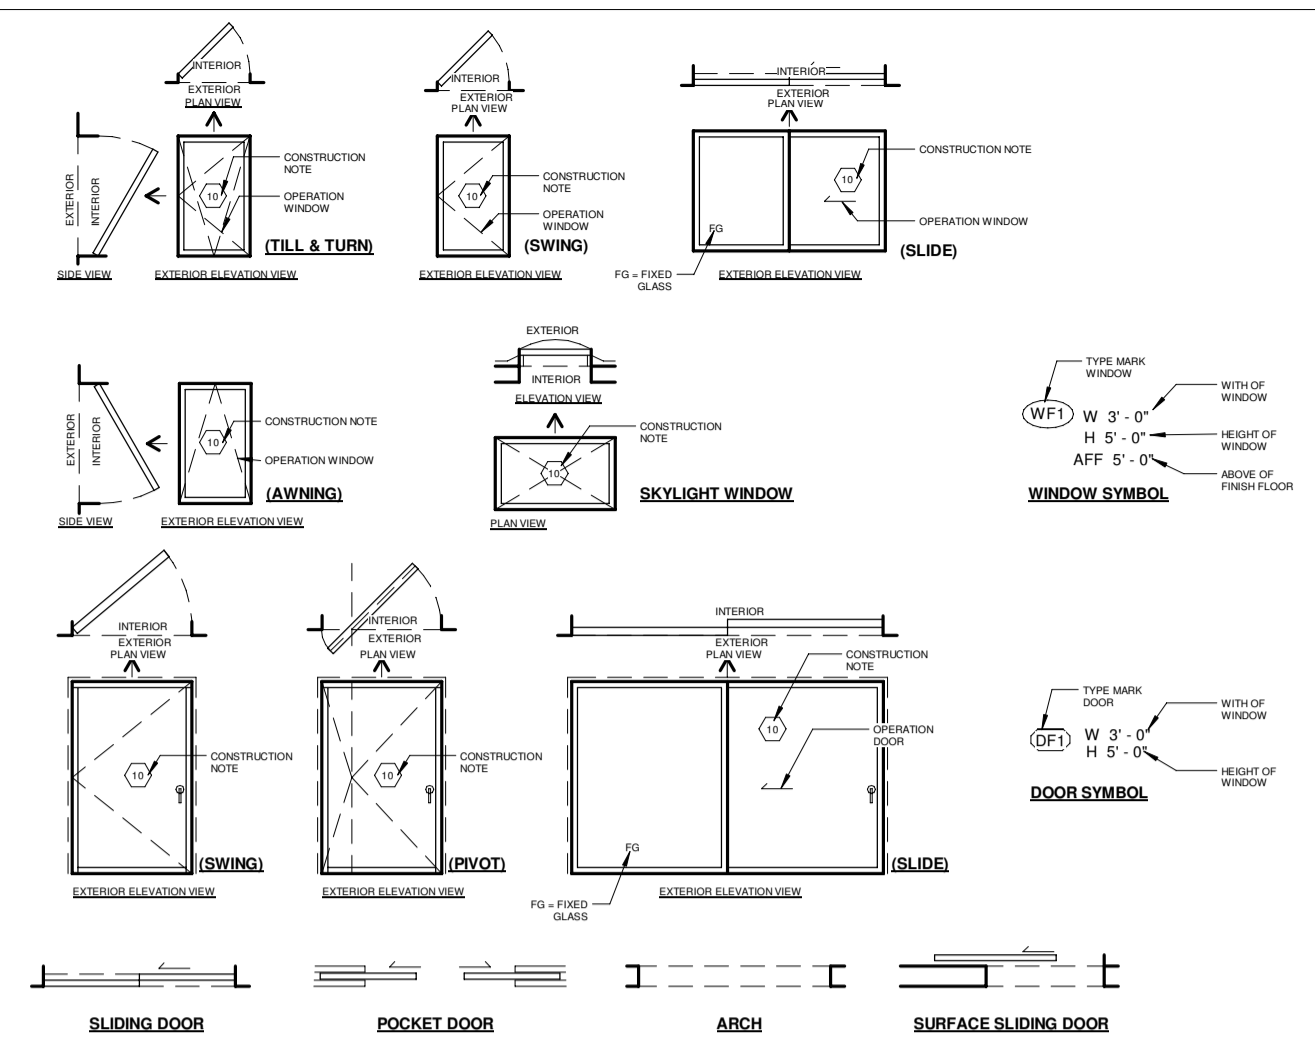 INTERIOR
EXTERIOR
PLAN VIEW
EXTERIOR
INTERIOR
SIDE VIEW
10
CONSTRUCTION
NOTE
OPERATION
WINDOW
(TILL & TURN)
EXTERIOR ELEVATION VIEW
INTERIOR
EXTERIOR
PLAN VIEW
10
CONSTRUCTION
NOTE
OPERATION
WINDOW
(SWING)
EXTERIOR ELEVATION VIEW
INTERIOR
EXTERIOR
PLAN VIEW
10
CONSTRUCTION NOTE
OPERATION WINDOW
FG
(SLIDE)
FG = FIXED
GLASS
EXTERIOR ELEVATION VIEW
EXTERIOR
INTERIOR
SIDE VIEW
10
CONSTRUCTION NOTE
OPERATION WINDOW
(AWNING)
EXTERIOR ELEVATION VIEW
EXTERIOR
INTERIOR
ELEVATION VIEW
10
CONSTRUCTION
NOTE
SKYLIGHT WINDOW
PLAN VIEW
TYPE MARK
WINDOW
WF1
W 3' - 0"
H 5' - 0"
AFF 5' - 0"
WITH OF
WINDOW
HEIGHT OF
WINDOW
ABOVE OF
FINISH FLOOR
WINDOW SYMBOL
INTERIOR
EXTERIOR
PLAN VIEW
10
CONSTRUCTION
NOTE
(SWING)
EXTERIOR ELEVATION VIEW
INTERIOR
EXTERIOR
PLAN VIEW
10
CONSTRUCTION
NOTE
(PIVOT)
EXTERIOR ELEVATION VIEW
INTERIOR
EXTERIOR
PLAN VIEW
CONSTRUCTION
NOTE
10
OPERATION
DOOR
FG
(SLIDE)
FG = FIXED
GLASS
EXTERIOR ELEVATION VIEW
TYPE MARK
DOOR
DF1
W 3' - 0"
H 5' - 0"
WITH OF
WINDOW
HEIGHT OF
WINDOW
DOOR SYMBOL
SLIDING DOOR
POCKET DOOR
ARCH
SURFACE SLIDING DOOR